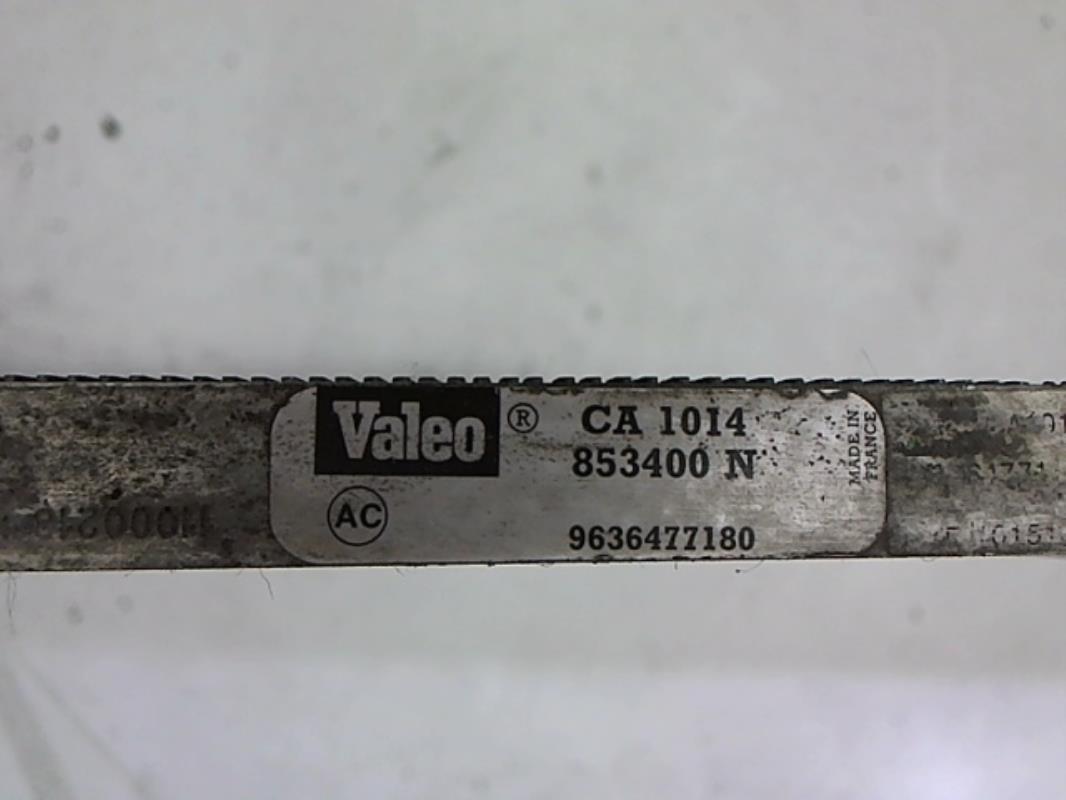 Valeo ® CA 1014
853400 N
AC
9636477180
MADE IN
FRANCE